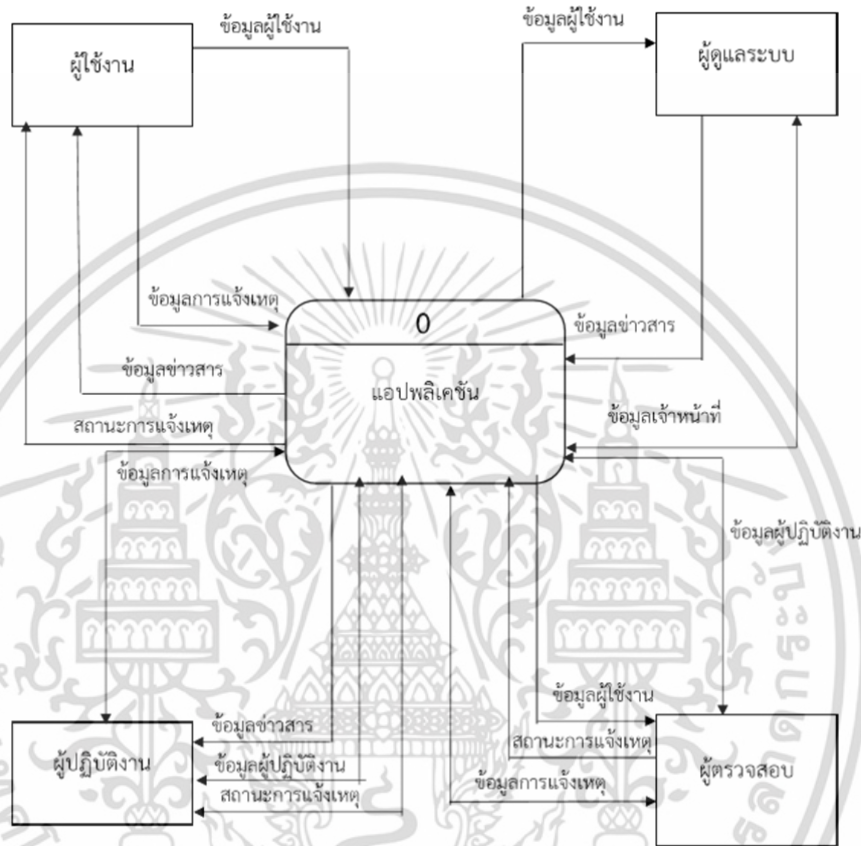 ข้อมูลผู้ใช้งาน
ข้อมูลผู้ใช้งาน
ผู้ใช้งาน
ผู้ดูแลระบบ
ข้อมูลการแจ้งเหตุ
0
ข้อมูลข่าวสาร
ข้อมูลข่าวสาร
แอปพลิเคชัน
สถานะการแจ้งเหตุ
ข้อมูลเจ้าหน้าที่
ข้อมูลการแจ้งเหตุ
ข้อมูลผู้ปฏิบัติงาน
ข้อมูลผู้ใช้งาน
ข้อมูลข่าวสาร
สถานะการแจ้งเหตุ
ผู้ปฏิบัติงาน
ข้อมูลผู้ปฏิบัติงาน
ผู้ตรวจสอบ
ข้อมูลการแจ้งเหตุ
สถานะการแจ้งเหตุ